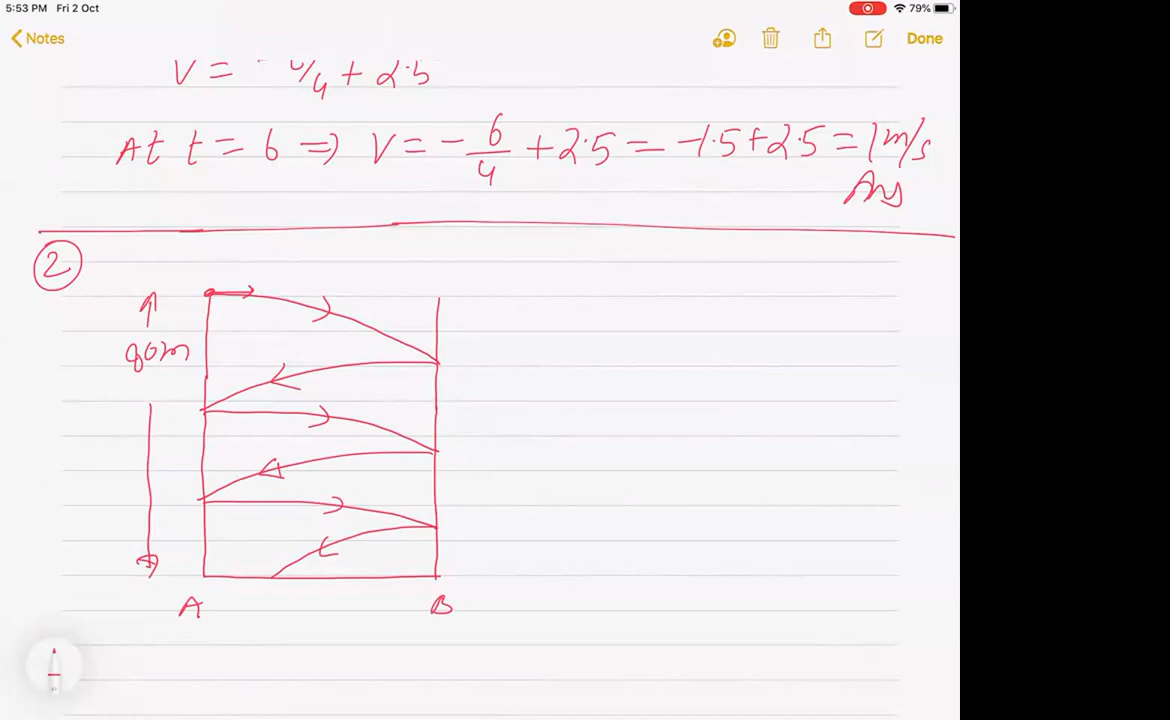 5:53 PM Fri 2 Oct
79%
Notes
Done
V = - /4 + 2.5
At t = 6 ⇒ V = - 6/4 + 2.5 = -1.5 + 2.5 = 1 m/s
Ans
2
90m
A B